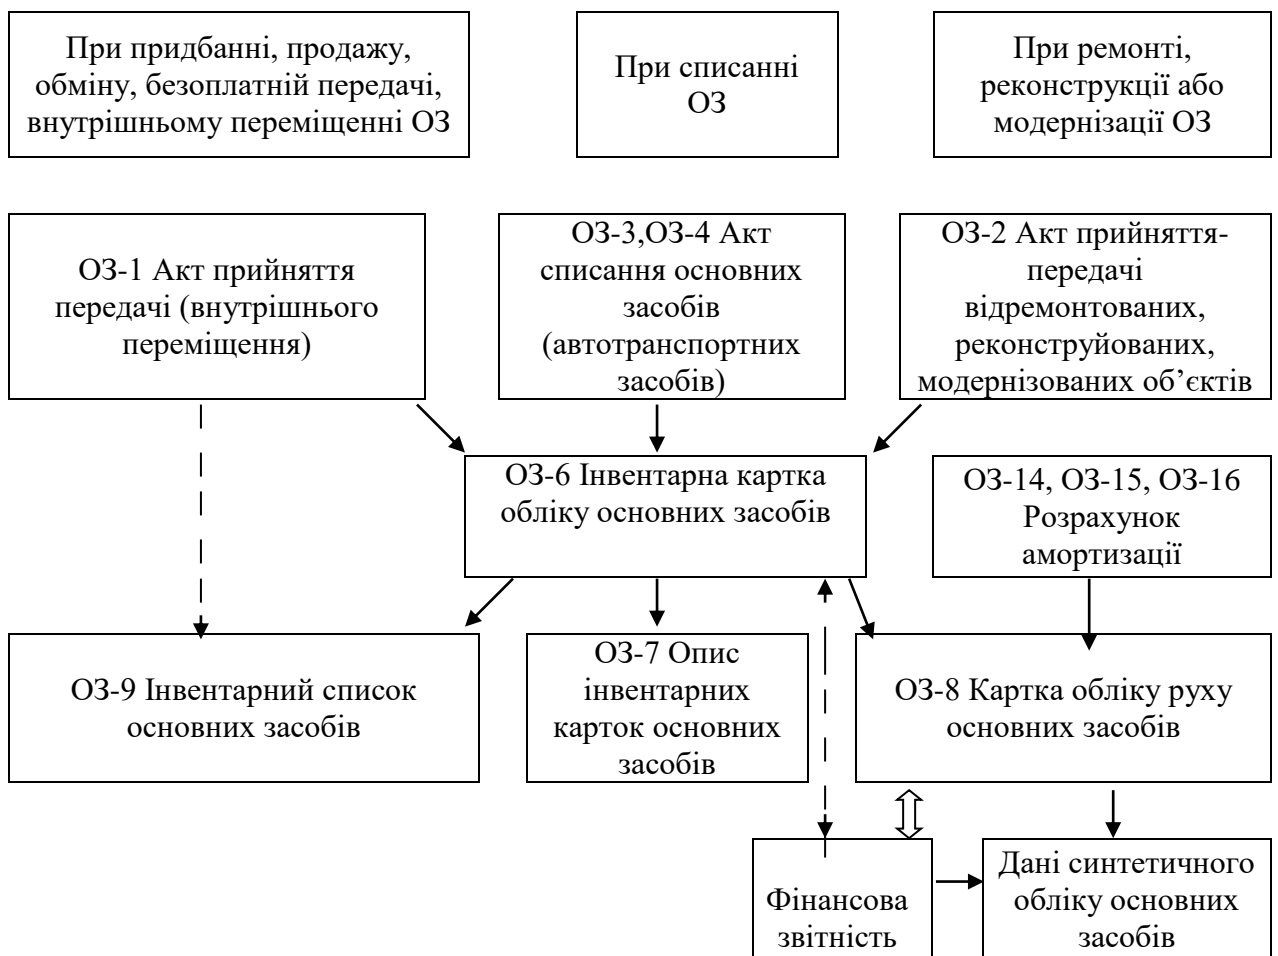 При придбанні, продажу,
обміну, безоплатній передачі,
внутрішньому переміщенні ОЗ
При списанні
ОЗ
При ремонті,
реконструкції або
модернізації ОЗ
ОЗ-1 Акт прийняття
передачі (внутрішнього
переміщення)
ОЗ-3,ОЗ-4 Акт
списання основних
засобів
(автотранспортних
засобів)
ОЗ-2 Акт прийняття-
передачі
відремонтованих,
реконструйованих,
модернізованих об’єктів
ОЗ-6 Інвентарна картка
обліку основних засобів
ОЗ-14, ОЗ-15, ОЗ-16
Розрахунок
амортизації
ОЗ-9 Інвентарний список
основних засобів
ОЗ-7 Опис
інвентарних
карток основних
засобів
ОЗ-8 Картка обліку руху
основних засобів
Фінансова
звітність
Дані синтетичного
обліку основних
засобів